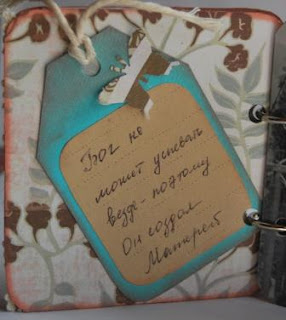 Бог не
может успевать
везде - поэтому
Он создал
Матерей